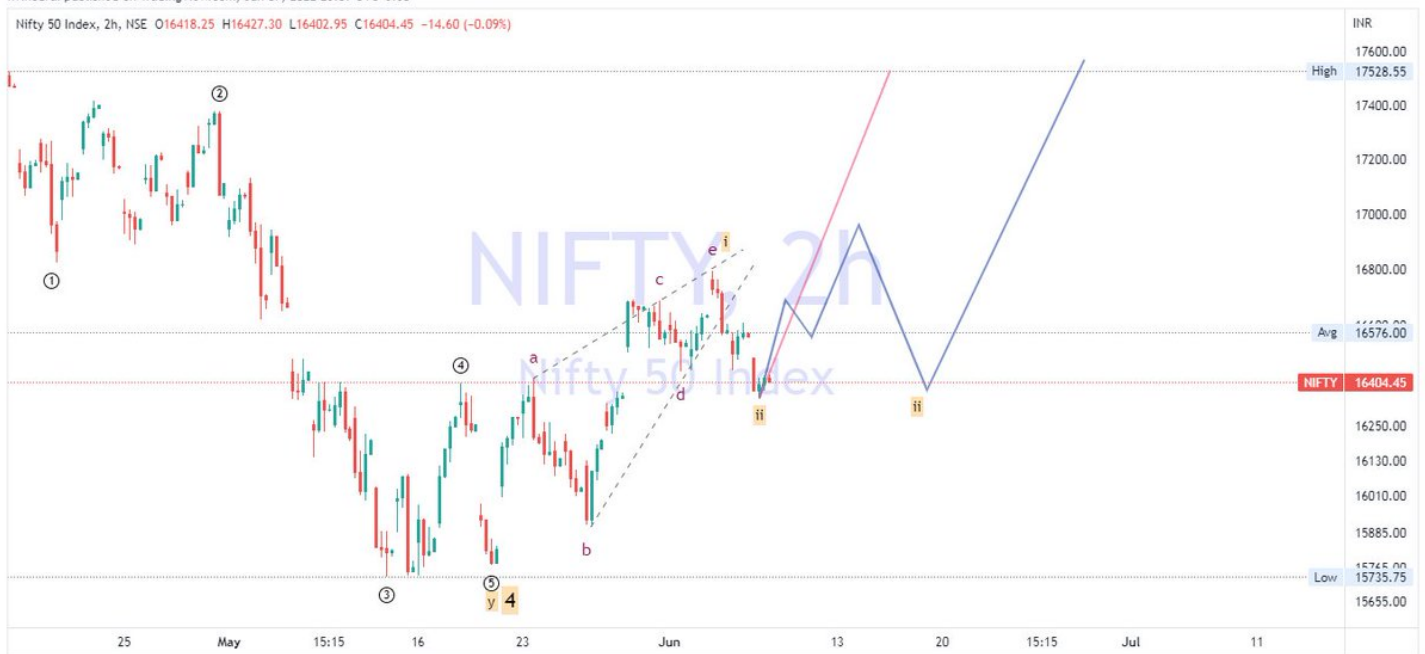 Nifty 50 Index, 2h, NSE O16418.25 H16427.30 L16402.95 C16404.45 −14.60 (−0.09%)
INR
17600.00
High 17528.55
17400.00
17200.00
17000.00
16800.00
Avg 16576.00
NIFTY 16404.45
16250.00
16130.00
16010.00
15885.00
Low 15735.75
15655.00
NIFTY, 2h
Nifty 50 Index
①
②
③
④
⑤
y 4
a
b
c
d
e i
ii
ii
25 May 15:15 16 23 Jun 13 20 15:15 Jul 11